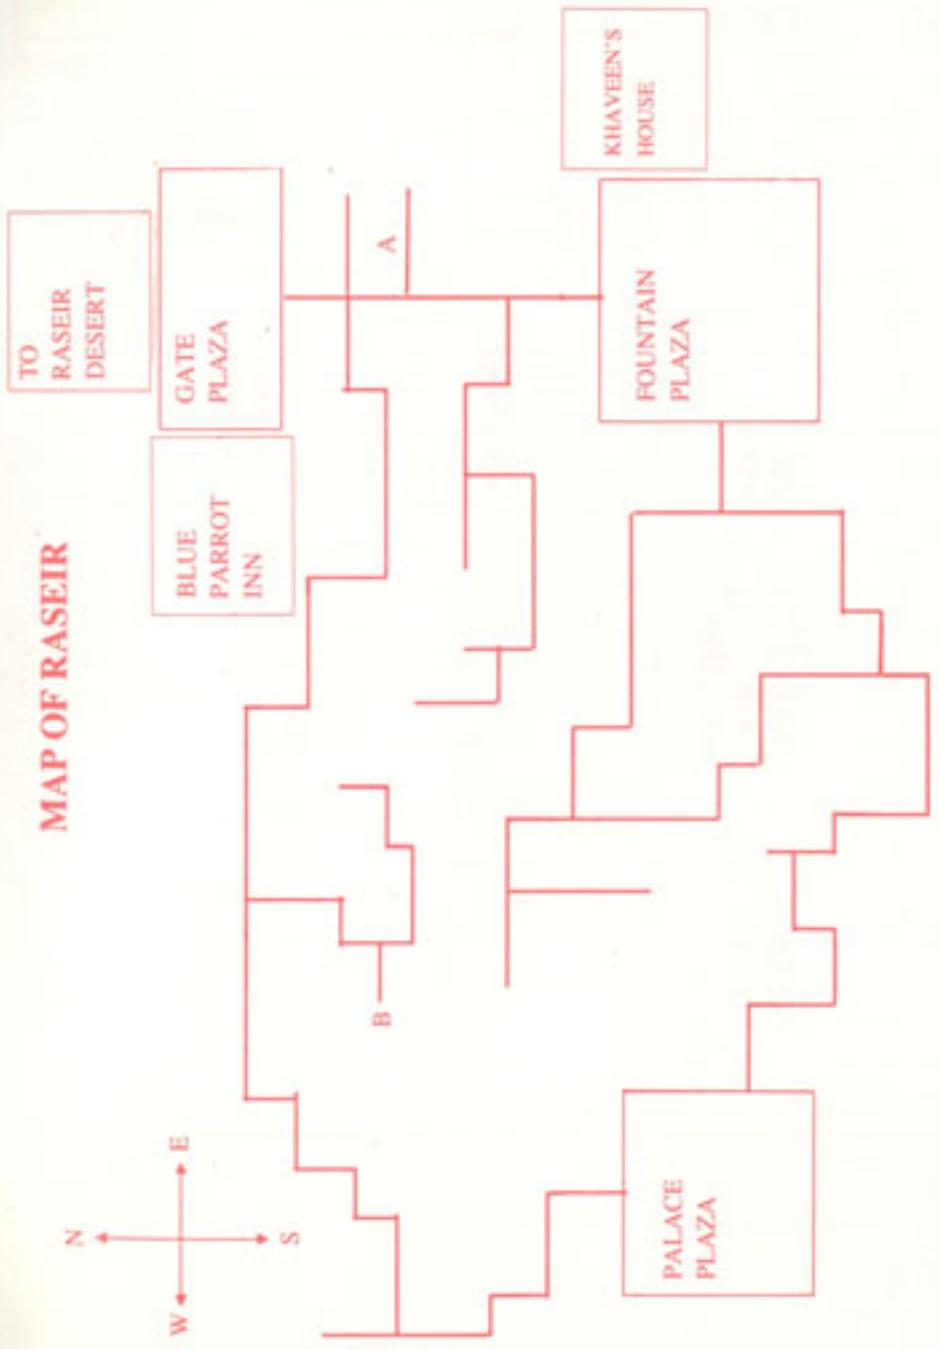 MAP OF RASEIR
N
W
E
S
TO
RASEIR
DESERT
BLUE
PARROT
INN
GATE
PLAZA
A
B
KHAVEEN'S
HOUSE
FOUNTAIN
PLAZA
PALACE
PLAZA